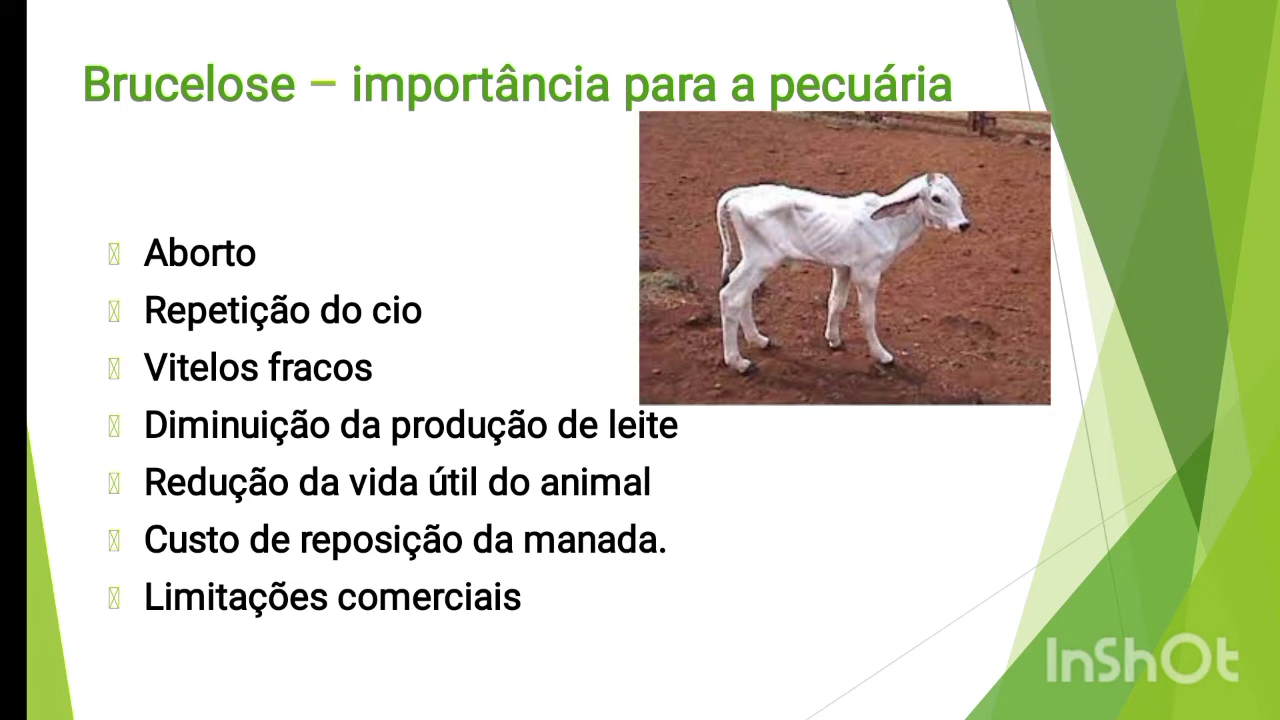 Brucelose – importância para a pecuária
Aborto
Repetição do cio
Vitelos fracos
Diminuição da produção de leite
Redução da vida útil do animal
Custo de reposição da manada.
Limitações comerciais
InShOt